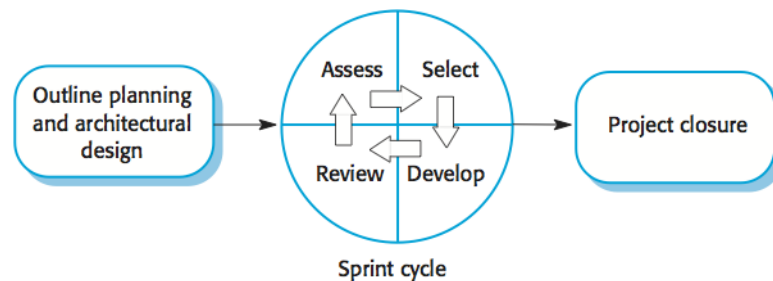 Outline planning
and architectural
design
Assess
Select
Review
Develop
Project closure
Sprint cycle